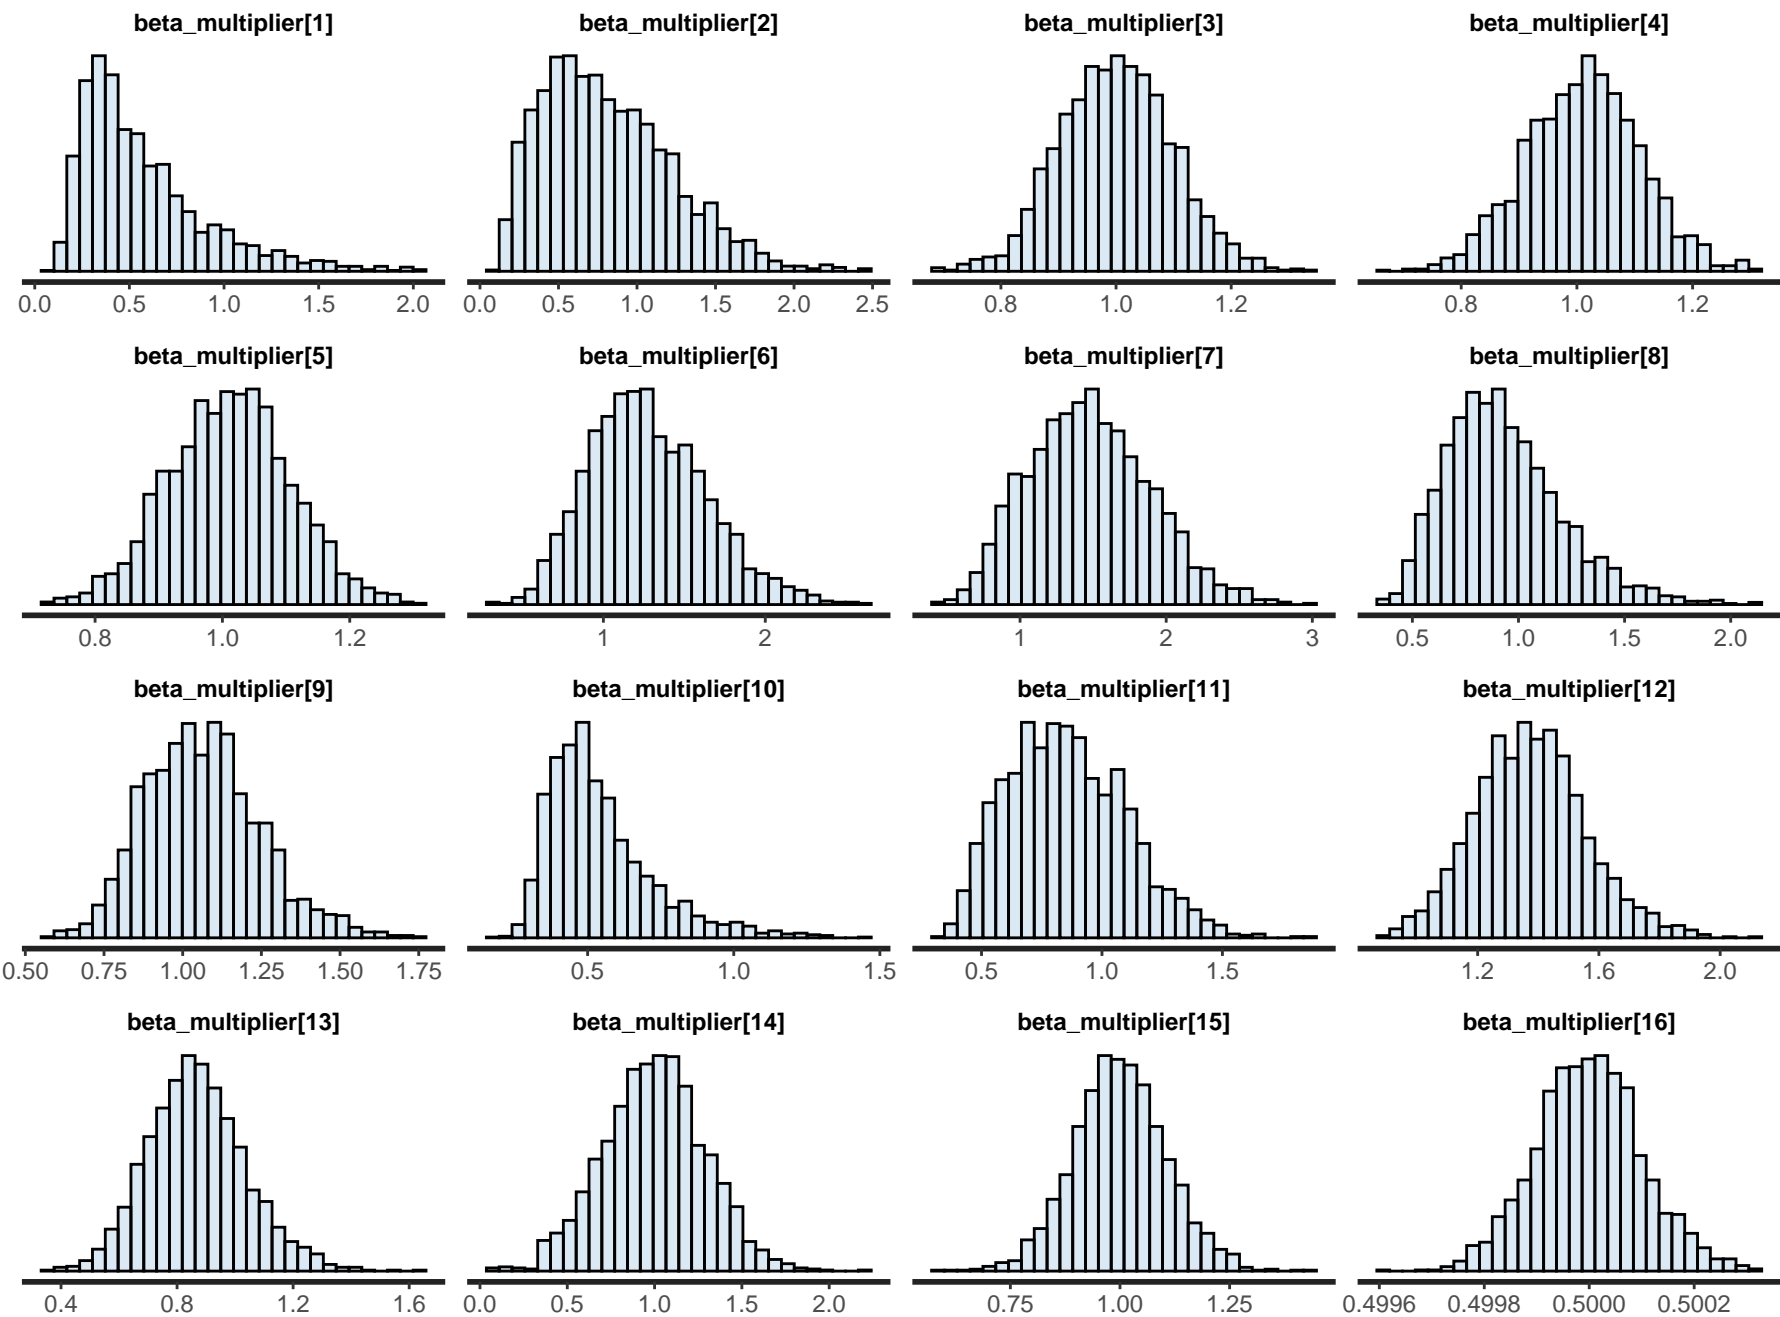 beta_multiplier[1] beta_multiplier[2] beta_multiplier[3] beta_multiplier[4]
0.0 0.5 1.0 1.5 2.0 0.0 0.5 1.0 1.5 2.0 2.5 0.8 1.0 1.2 0.8 1.0 1.2
beta_multiplier[5] beta_multiplier[6] beta_multiplier[7] beta_multiplier[8]
0.8 1.0 1.2 1 2 1 2 3 0.5 1.0 1.5 2.0
beta_multiplier[9] beta_multiplier[10] beta_multiplier[11] beta_multiplier[12]
0.50 0.75 1.00 1.25 1.50 1.75 0.5 1.0 1.5 0.5 1.0 1.5 1.2 1.6 2.0
beta_multiplier[13] beta_multiplier[14] beta_multiplier[15] beta_multiplier[16]
0.4 0.8 1.2 1.6 0.0 0.5 1.0 1.5 2.0 0.75 1.00 1.25 0.4996 0.4998 0.5000 0.5002